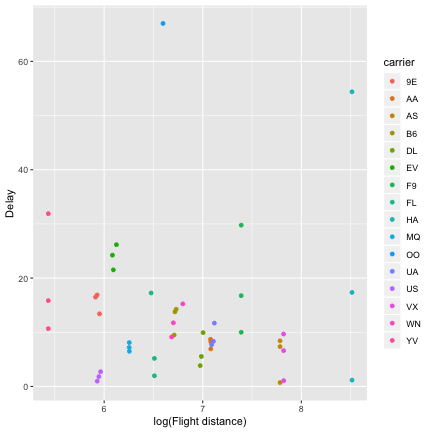 60
40
20
0
Delay
6
7
8
log(Flight distance)
carrier
9E
AA
AS
B6
DL
EV
F9
FL
HA
MQ
OO
UA
US
VX
WN
YV